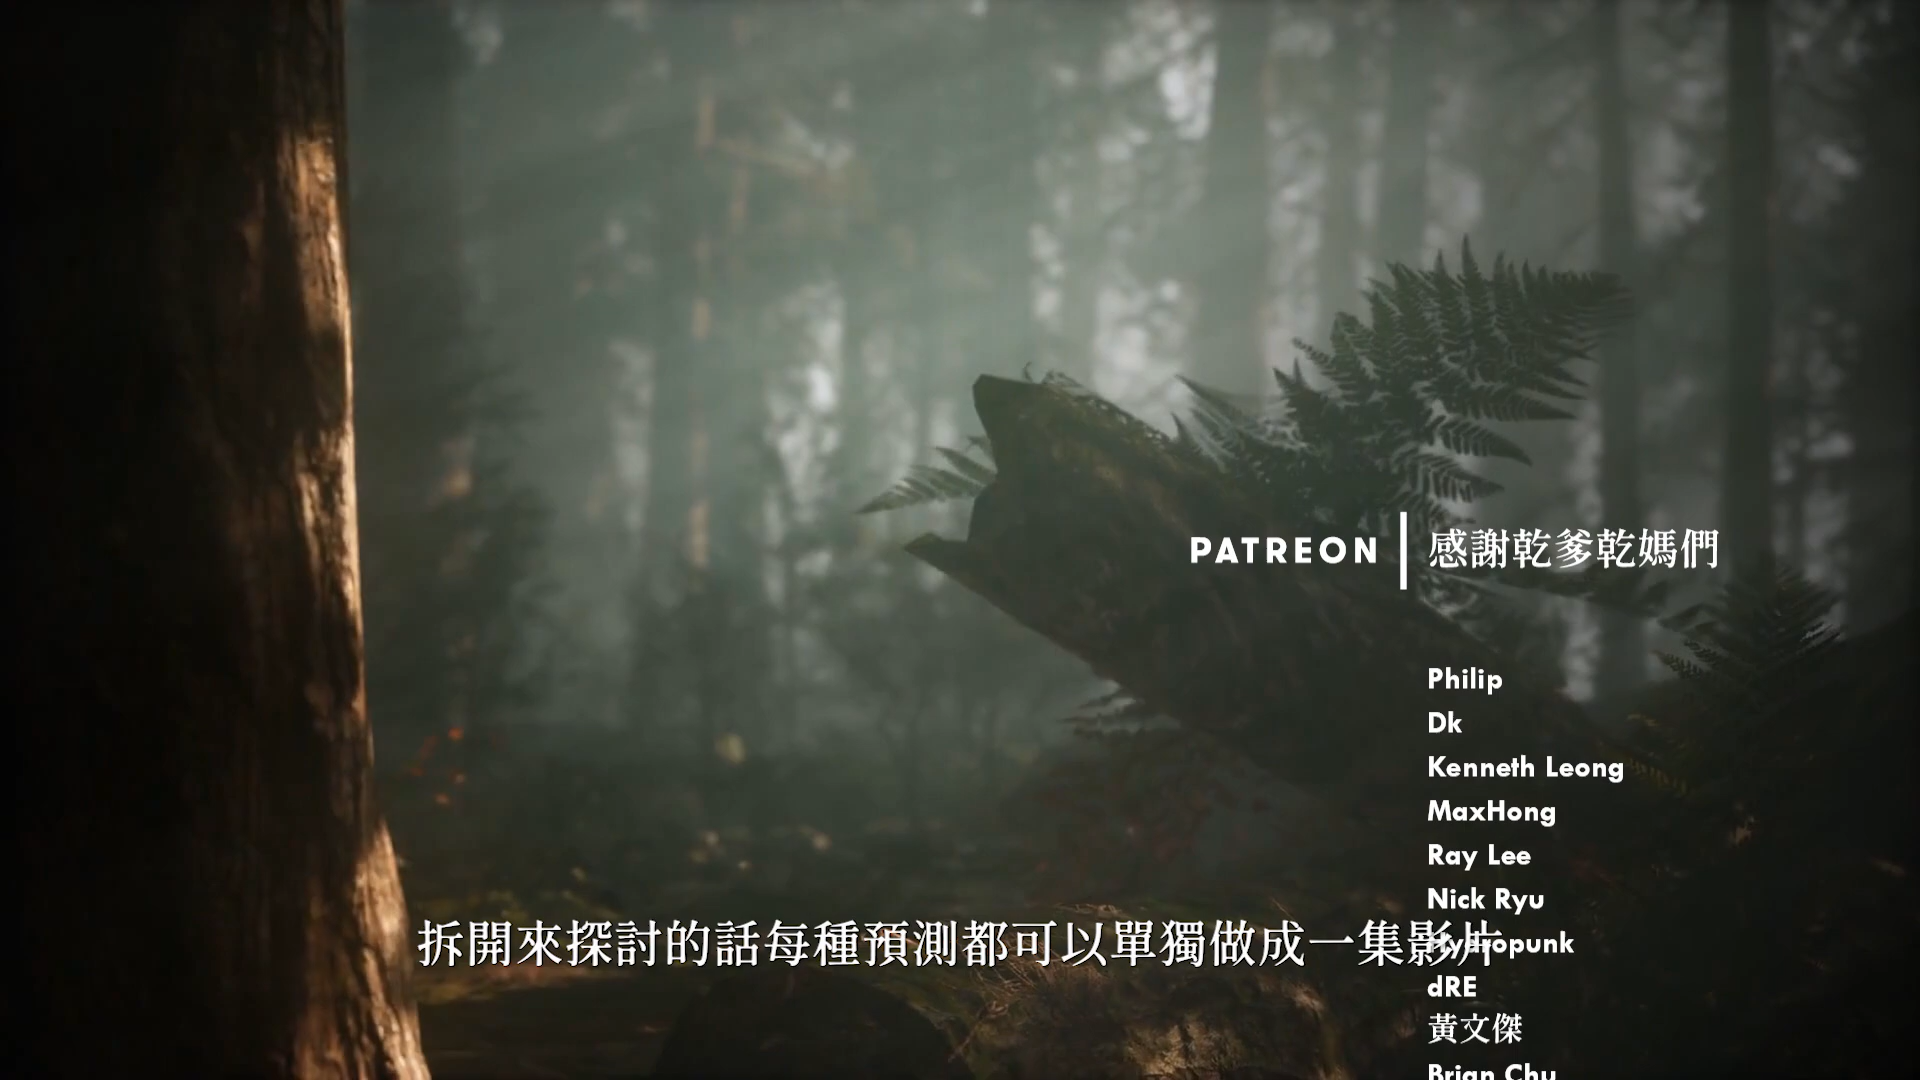 PATREON
感謝乾爹乾媽們
Philip
Dk
Kenneth Leong
MaxHong
Ray Lee
Nick Ryu
拆開來探討的話每種預測都可以單獨做成一集影片
dRE
黃文傑
Brian Chu